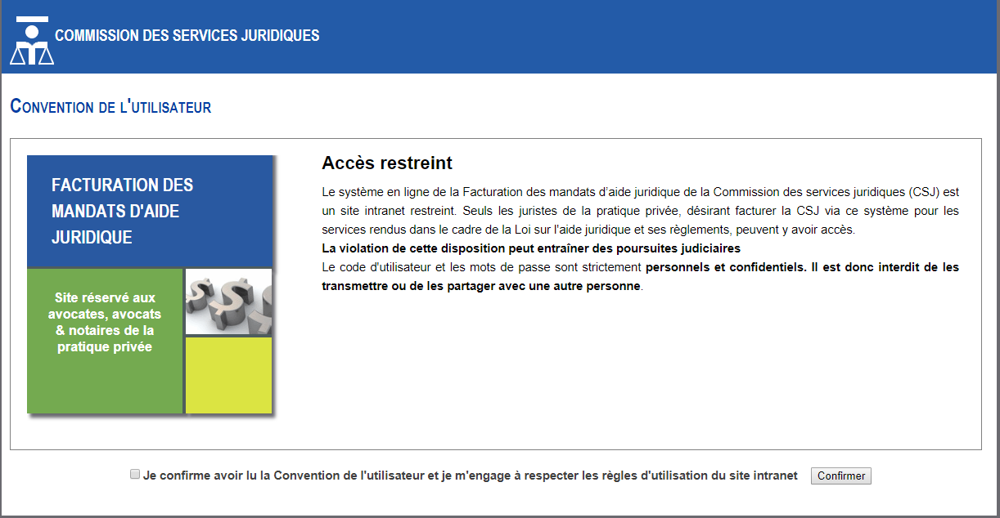 COMMISSION DES SERVICES JURIDIQUES
CONVENTION DE L'UTILISATEUR
FACTURATION DES
MANDATS D'AIDE
JURIDIQUE
Site réservé aux
avocates, avocats
& notaires de la
pratique privée
Accès restreint
Le système en ligne de la Facturation des mandats d’aide juridique de la Commission des services juridiques (CSJ) est
un site intranet restreint. Seuls les juristes de la pratique privée, désirant facturer la CSJ via ce système pour les
services rendus dans le cadre de la Loi sur l'aide juridique et ses règlements, peuvent y avoir accès.
La violation de cette disposition peut entraîner des poursuites judiciaires
Le code d'utilisateur et les mots de passe sont strictement personnels et confidentiels. Il est donc interdit de les
transmettre ou de les partager avec une autre personne.
Je confirme avoir lu la Convention de l'utilisateur et je m'engage à respecter les règles d'utilisation du site intranet
Confirmer